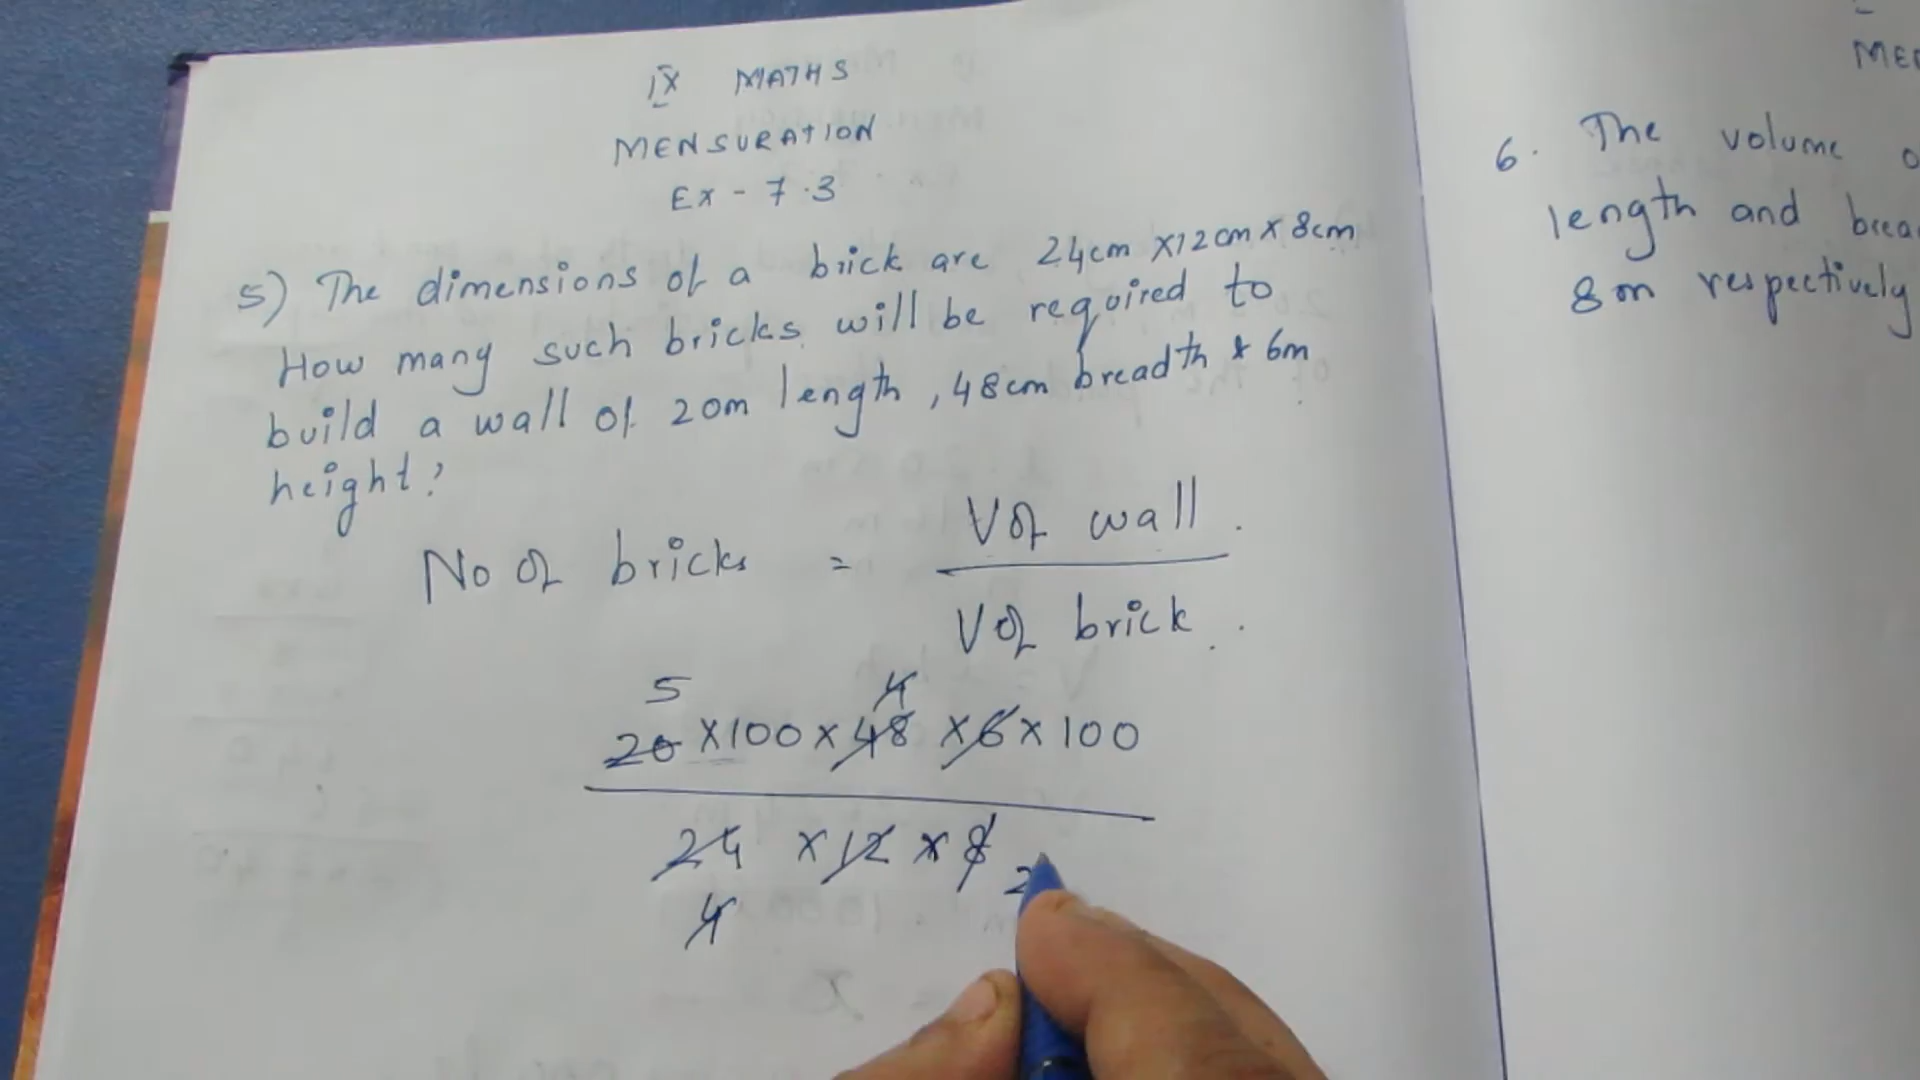 IX MATHS
MENSURATION
Ex - 7.3
5) The dimensions of a brick are 24cm x12cm x 8cm
How many such bricks will be required to
build a wall of 20m length, 48cm breadth & 6m
height?
No of bricks = V of wall
V of brick
5 4
20 x100 x 48 x 6 x 100
24 x 12 x 8
2
4
6. The volume
length and
8m respectively